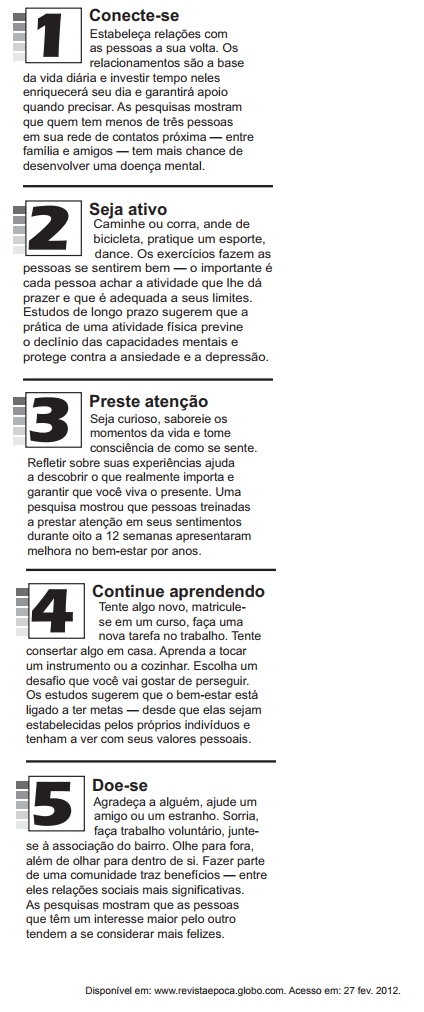 1
Conecte-se
Estabeleça relações com
as pessoas a sua volta. Os
relacionamentos são a base
da vida diária e investir tempo neles
enriquecerá seu dia e garantirá apoio
quando precisar. As pesquisas mostram
que quem tem menos de três pessoas
em sua rede de contatos próxima — entre
família e amigos — tem mais chance de
desenvolver uma doença mental.
2
Seja ativo
Caminhe ou corra, ande de
bicicleta, pratique um esporte,
dance. Os exercícios fazem as
pessoas se sentirem bem — o importante é
cada pessoa achar a atividade que lhe dá
prazer e que é adequada a seus limites.
Estudos de longo prazo sugerem que a
prática de uma atividade física previne
o declínio das capacidades mentais e
protege contra a ansiedade e a depressão.
3
Preste atenção
Seja curioso, saboreie os
momentos da vida e tome
consciência de como se sente.
Refletir sobre suas experiências ajuda
a descobrir o que realmente importa e
garantir que você viva o presente. Uma
pesquisa mostrou que pessoas treinadas
a prestar atenção em seus sentimentos
durante oito a 12 semanas apresentaram
melhora no bem-estar por anos.
4
Continue aprendendo
Tente algo novo, matricule-
se em um curso, faça uma
nova tarefa no trabalho. Tente
consertar algo em casa. Aprenda a tocar
um instrumento ou a cozinhar. Escolha um
desafio que você vai gostar de perseguir.
Os estudos sugerem que o bem-estar está
ligado a ter metas — desde que elas sejam
estabelecidas pelos próprios indivíduos e
tenham a ver com seus valores pessoais.
5
Doe-se
Agradeça a alguém, ajude um
amigo ou um estranho. Sorria,
faça trabalho voluntário, junte-
se à associação do bairro. Olhe para fora,
além de olhar para dentro de si. Fazer parte
de uma comunidade traz benefícios — entre
eles relações sociais mais significativas.
As pesquisas mostram que as pessoas
que têm um interesse maior pelo outro
tendem a se considerar mais felizes.
Disponível em: www.revistaepoca.globo.com. Acesso em: 27 fev. 2012.